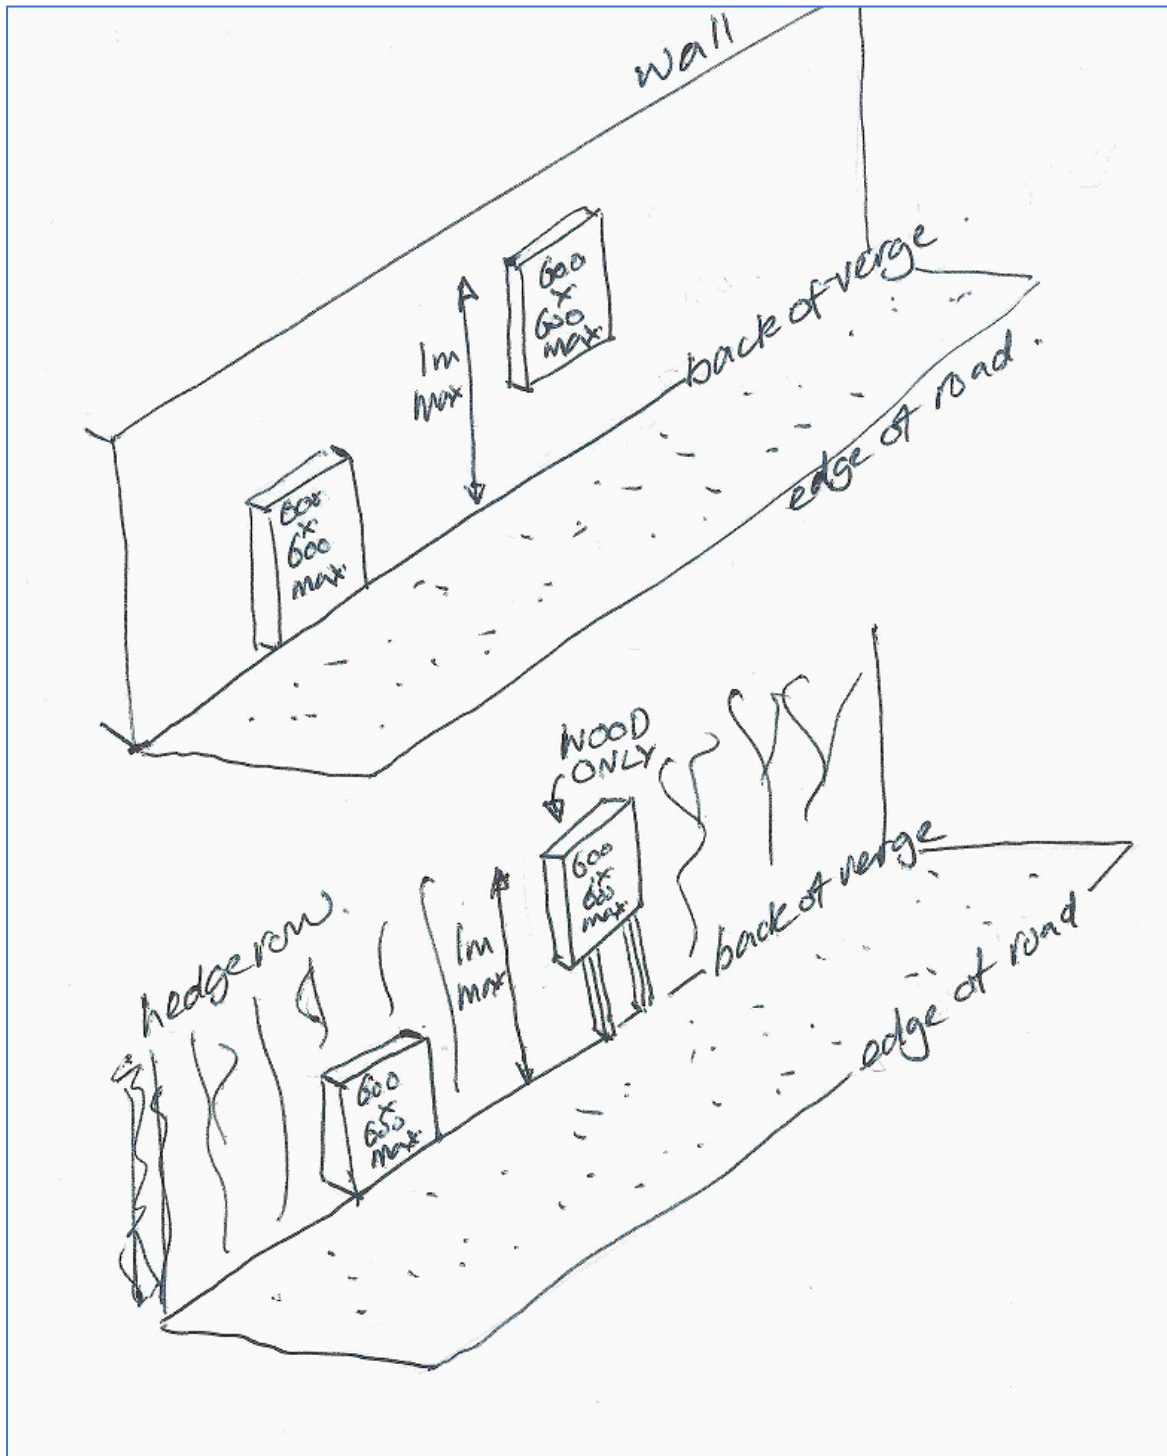 wall
600
x
600
max
1m
max
back of verge
600
x
600
max
edge of road.
WOOD
ONLY
600
x
600
max
back of verge
hedgerow.
1m
max
600
x
600
max
edge of road